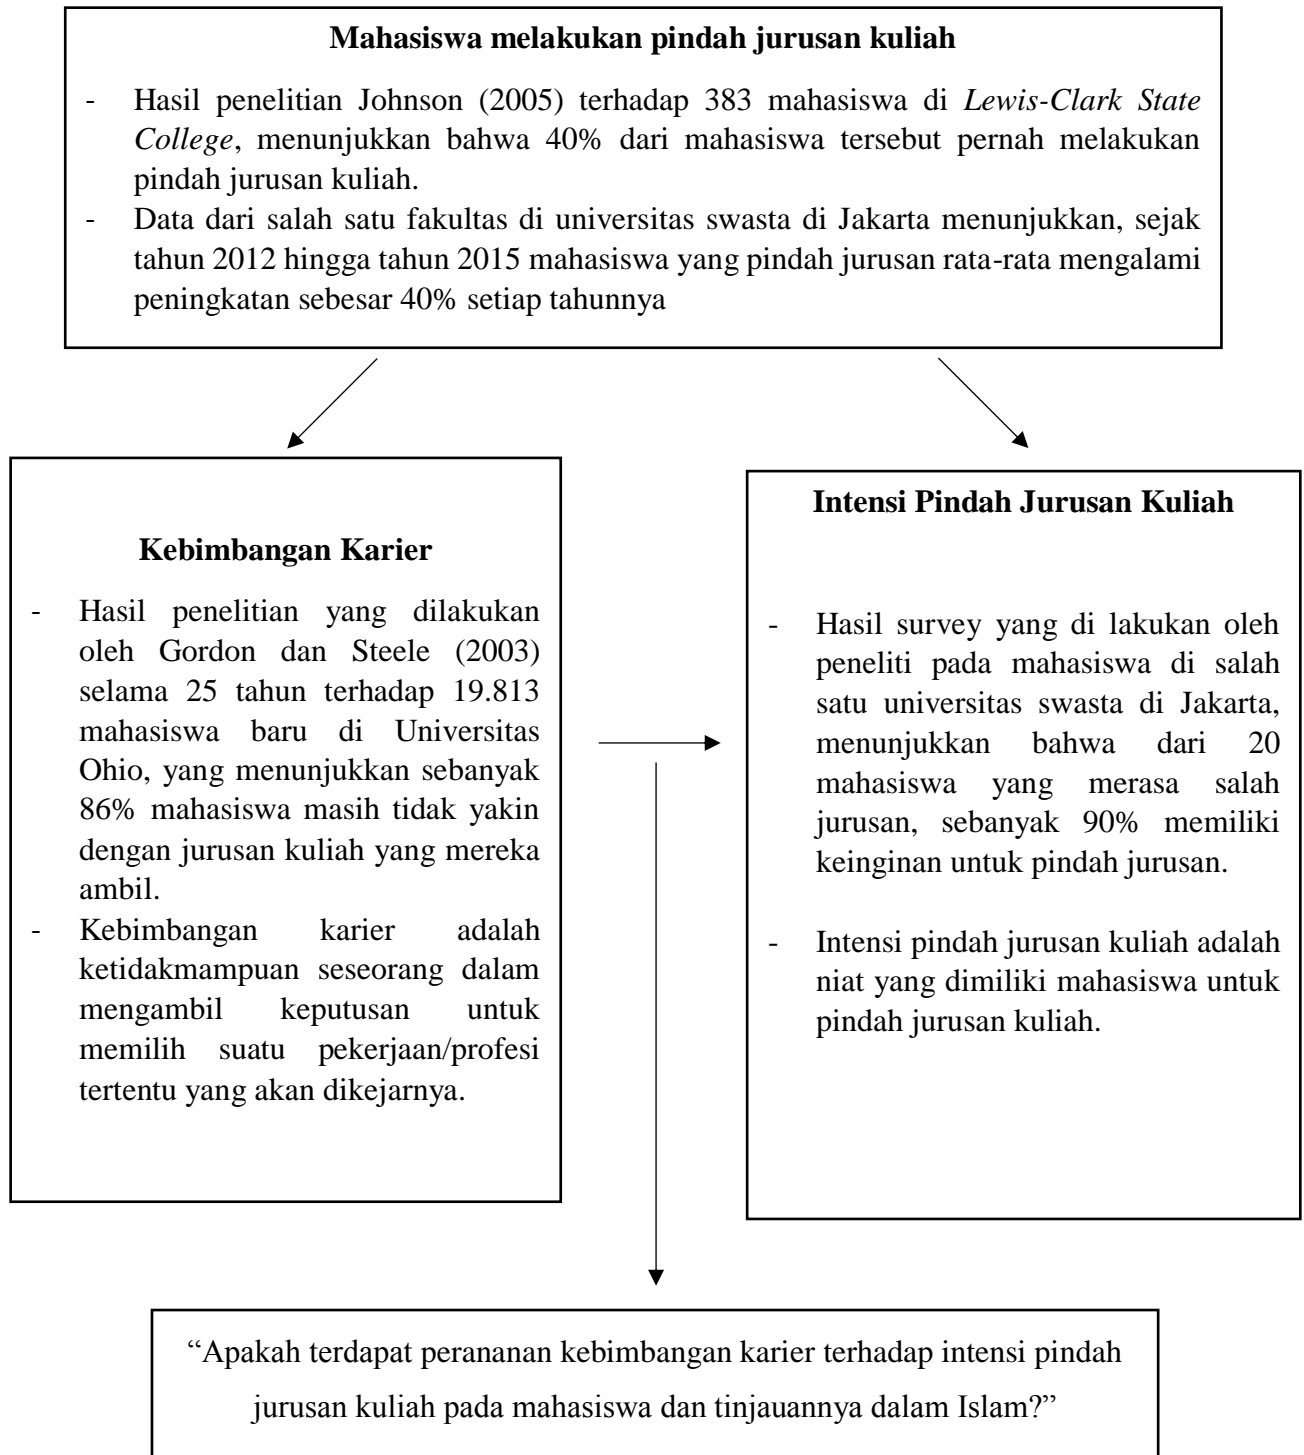 Mahasiswa melakukan pindah jurusan kuliah
- Hasil penelitian Johnson (2005) terhadap 383 mahasiswa di Lewis-Clark State
College, menunjukkan bahwa 40% dari mahasiswa tersebut pernah melakukan
pindah jurusan kuliah.
- Data dari salah satu fakultas di universitas swasta di Jakarta menunjukkan, sejak
tahun 2012 hingga tahun 2015 mahasiswa yang pindah jurusan rata-rata mengalami
peningkatan sebesar 40% setiap tahunnya
Kebimbangan Karier
- Hasil penelitian yang dilakukan
oleh Gordon dan Steele (2003)
selama 25 tahun terhadap 19.813
mahasiswa baru di Universitas
Ohio, yang menunjukkan sebanyak
86% mahasiswa masih tidak yakin
dengan jurusan kuliah yang mereka
ambil.
- Kebimbangan karier adalah
ketidakmampuan seseorang dalam
mengambil keputusan untuk
memilih suatu pekerjaan/profesi
tertentu yang akan dikejarnya.
Intensi Pindah Jurusan Kuliah
- Hasil survey yang di lakukan oleh
peneliti pada mahasiswa di salah
satu universitas swasta di Jakarta,
menunjukkan bahwa dari 20
mahasiswa yang merasa salah
jurusan, sebanyak 90% memiliki
keinginan untuk pindah jurusan.
- Intensi pindah jurusan kuliah adalah
niat yang dimiliki mahasiswa untuk
pindah jurusan kuliah.
“Apakah terdapat perananan kebimbangan karier terhadap intensi pindah
jurusan kuliah pada mahasiswa dan tinjauannya dalam Islam?”